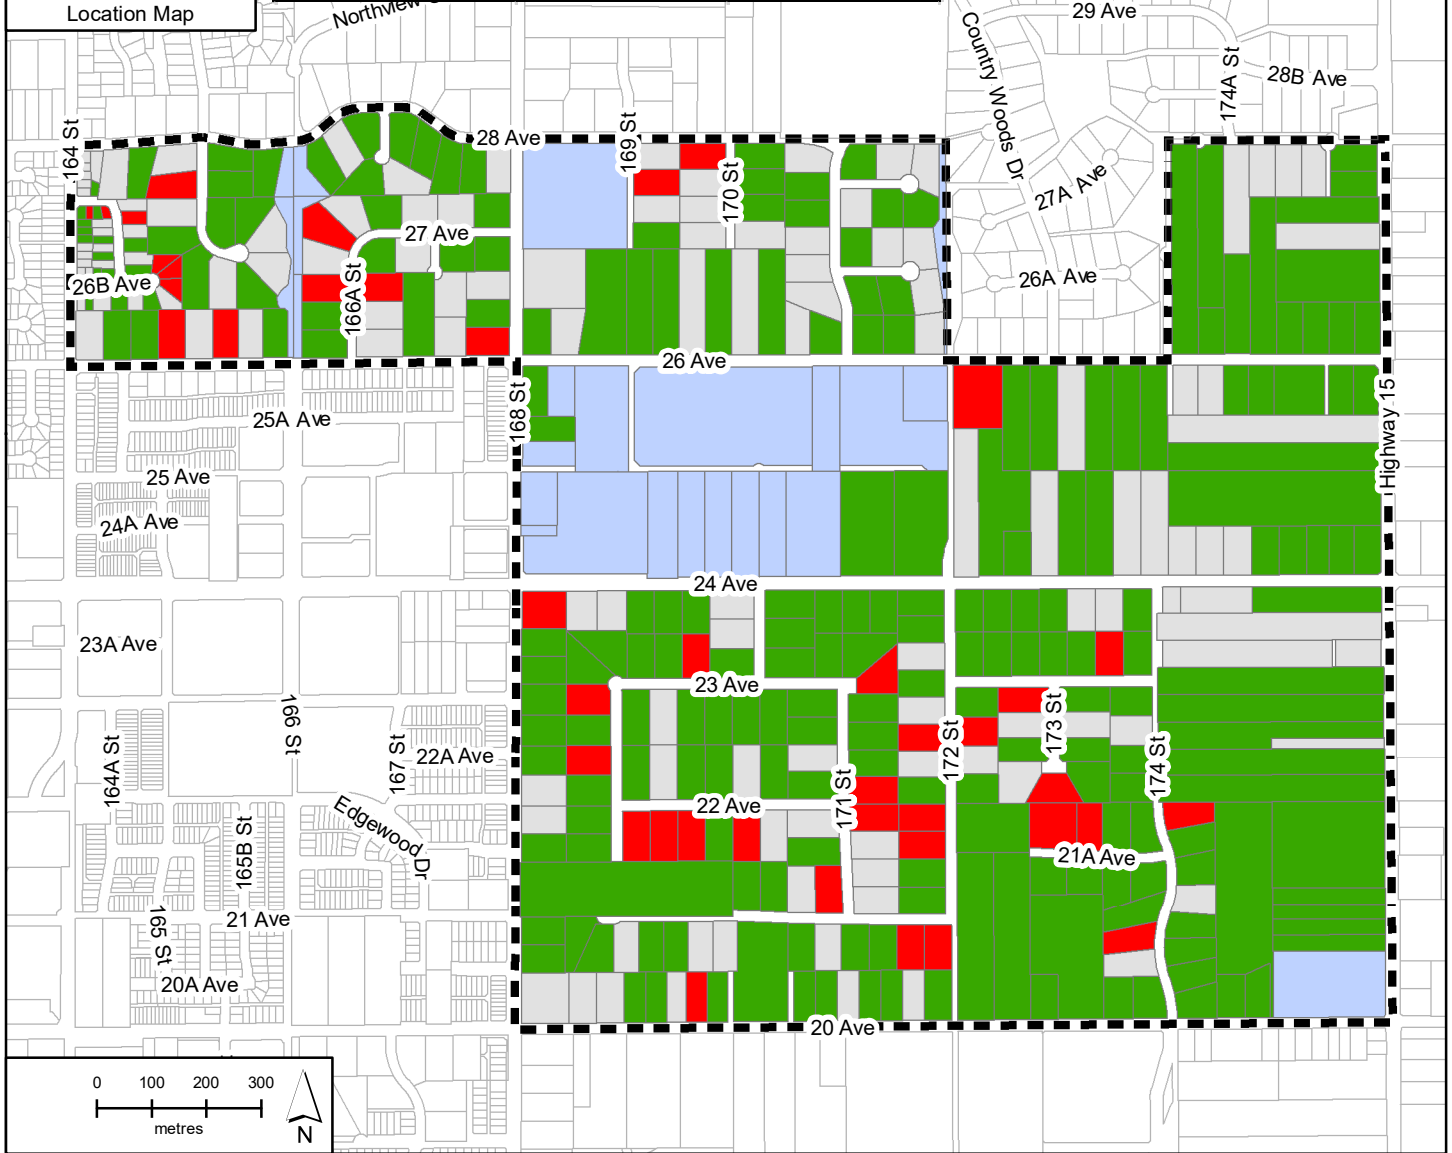 Location Map
Northview
29 Ave
Country Woods Dr
174A St
28B Ave
164 St
28 Ave
169 St
170 St
27A Ave
27 Ave
26B Ave
166A St
26A Ave
26 Ave
168 St
25A Ave
Highway 15
25 Ave
24A Ave
24 Ave
23A Ave
23 Ave
166 St
164A St
167 St
22A Ave
172 St
173 St
174 St
171 St
22 Ave
Edgewood Dr
165B St
21A Ave
165 St
21 Ave
20A Ave
20 Ave
0 100 200 300
metres
N